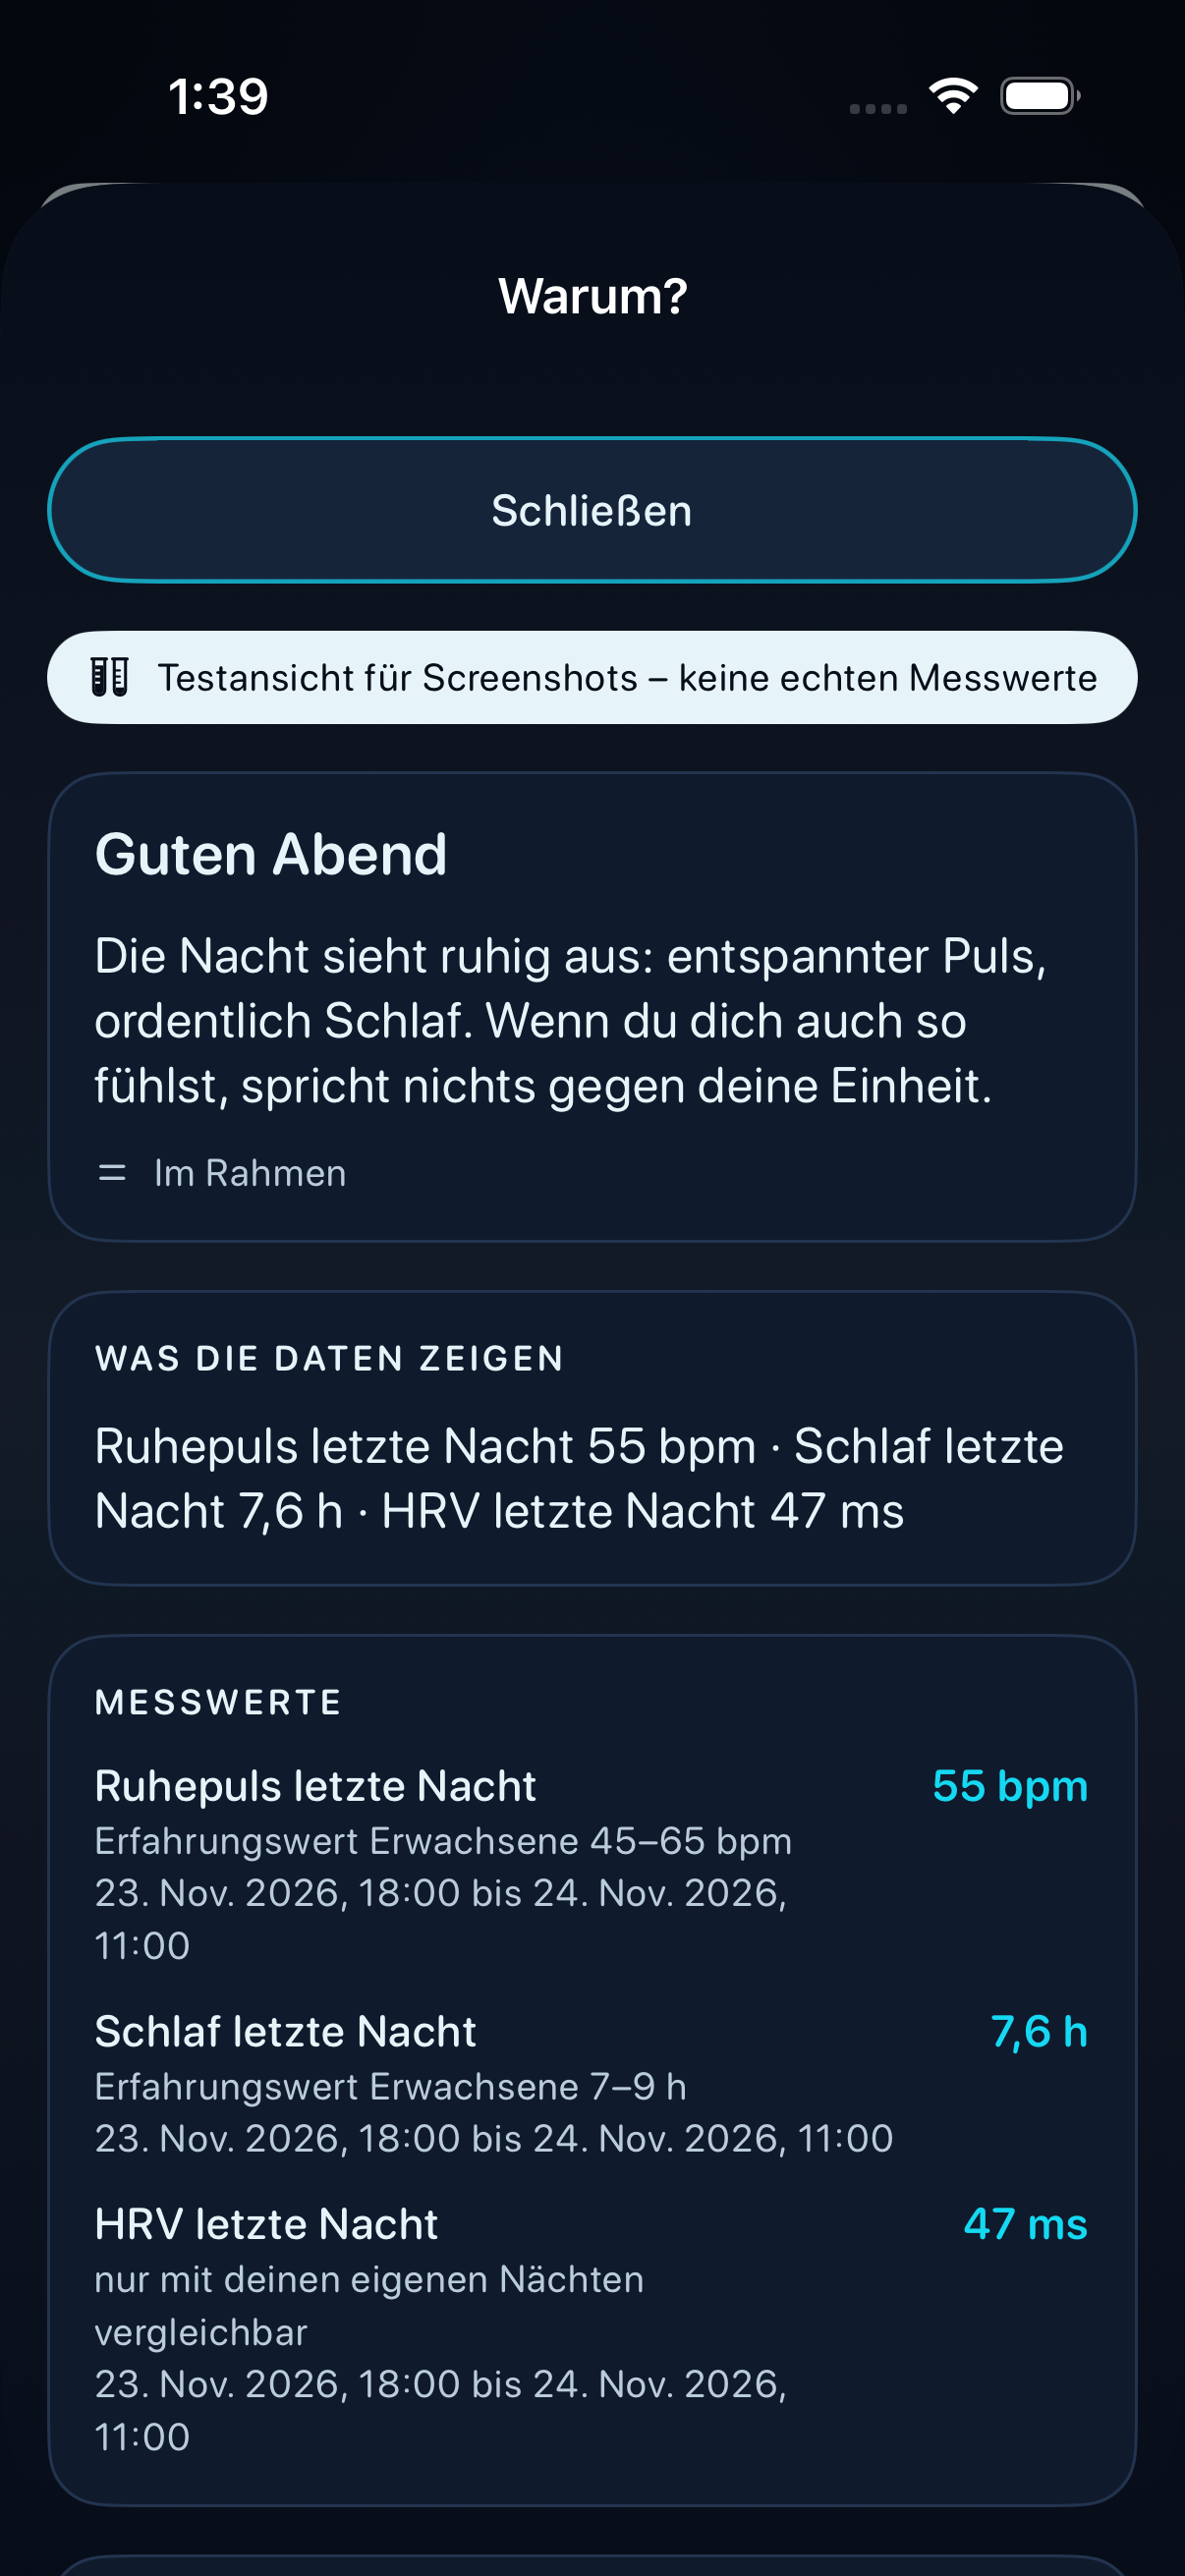 1:39
Warum?
Schließen
Testansicht für Screenshots – keine echten Messwerte
Guten Abend
Die Nacht sieht ruhig aus: entspannter Puls,
ordentlich Schlaf. Wenn du dich auch so
fühlst, spricht nichts gegen deine Einheit.
= Im Rahmen
WAS DIE DATEN ZEIGEN
Ruhepuls letzte Nacht 55 bpm · Schlaf letzte
Nacht 7,6 h · HRV letzte Nacht 47 ms
MESSWERTE
Ruhepuls letzte Nacht 55 bpm
Erfahrungswert Erwachsene 45–65 bpm
23. Nov. 2026, 18:00 bis 24. Nov. 2026,
11:00
Schlaf letzte Nacht 7,6 h
Erfahrungswert Erwachsene 7–9 h
23. Nov. 2026, 18:00 bis 24. Nov. 2026, 11:00
HRV letzte Nacht 47 ms
nur mit deinen eigenen Nächten
vergleichbar
23. Nov. 2026, 18:00 bis 24. Nov. 2026,
11:00